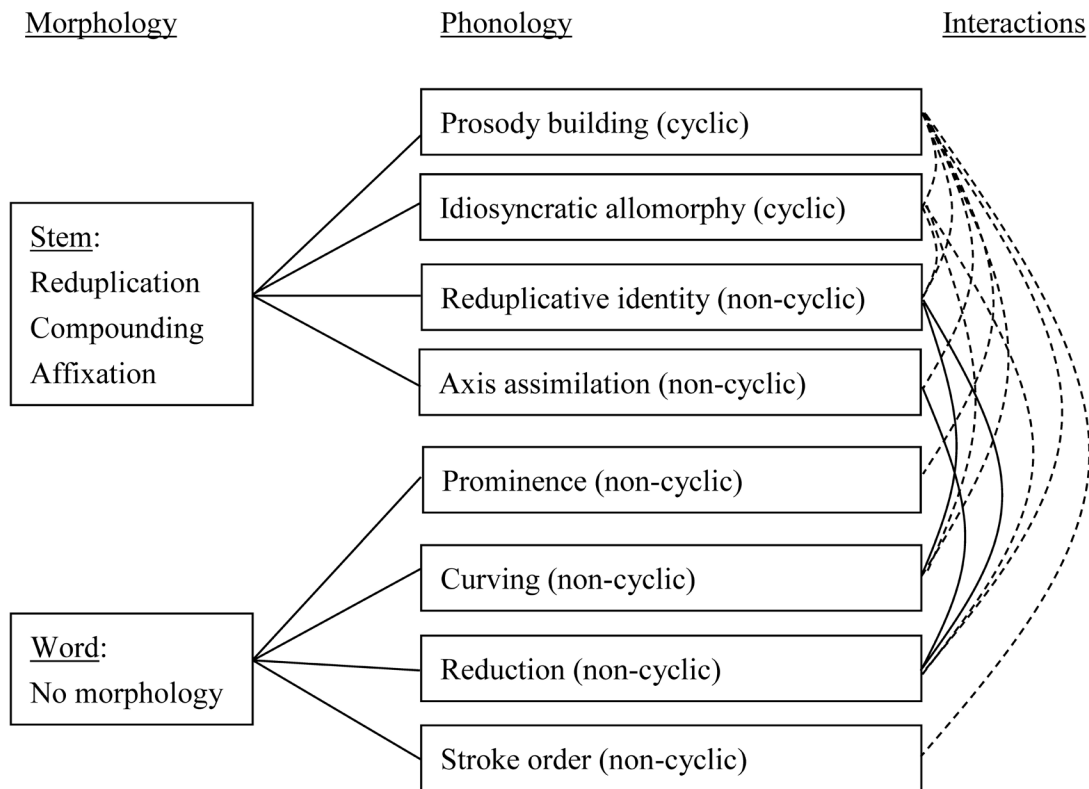 Morphology
Phonology
Interactions
Stem:
Reduplication
Compounding
Affixation
Word:
No morphology
Prosody building (cyclic)
Idiosyncratic allomorphy (cyclic)
Reduplicative identity (non-cyclic)
Axis assimilation (non-cyclic)
Prominence (non-cyclic)
Curving (non-cyclic)
Reduction (non-cyclic)
Stroke order (non-cyclic)